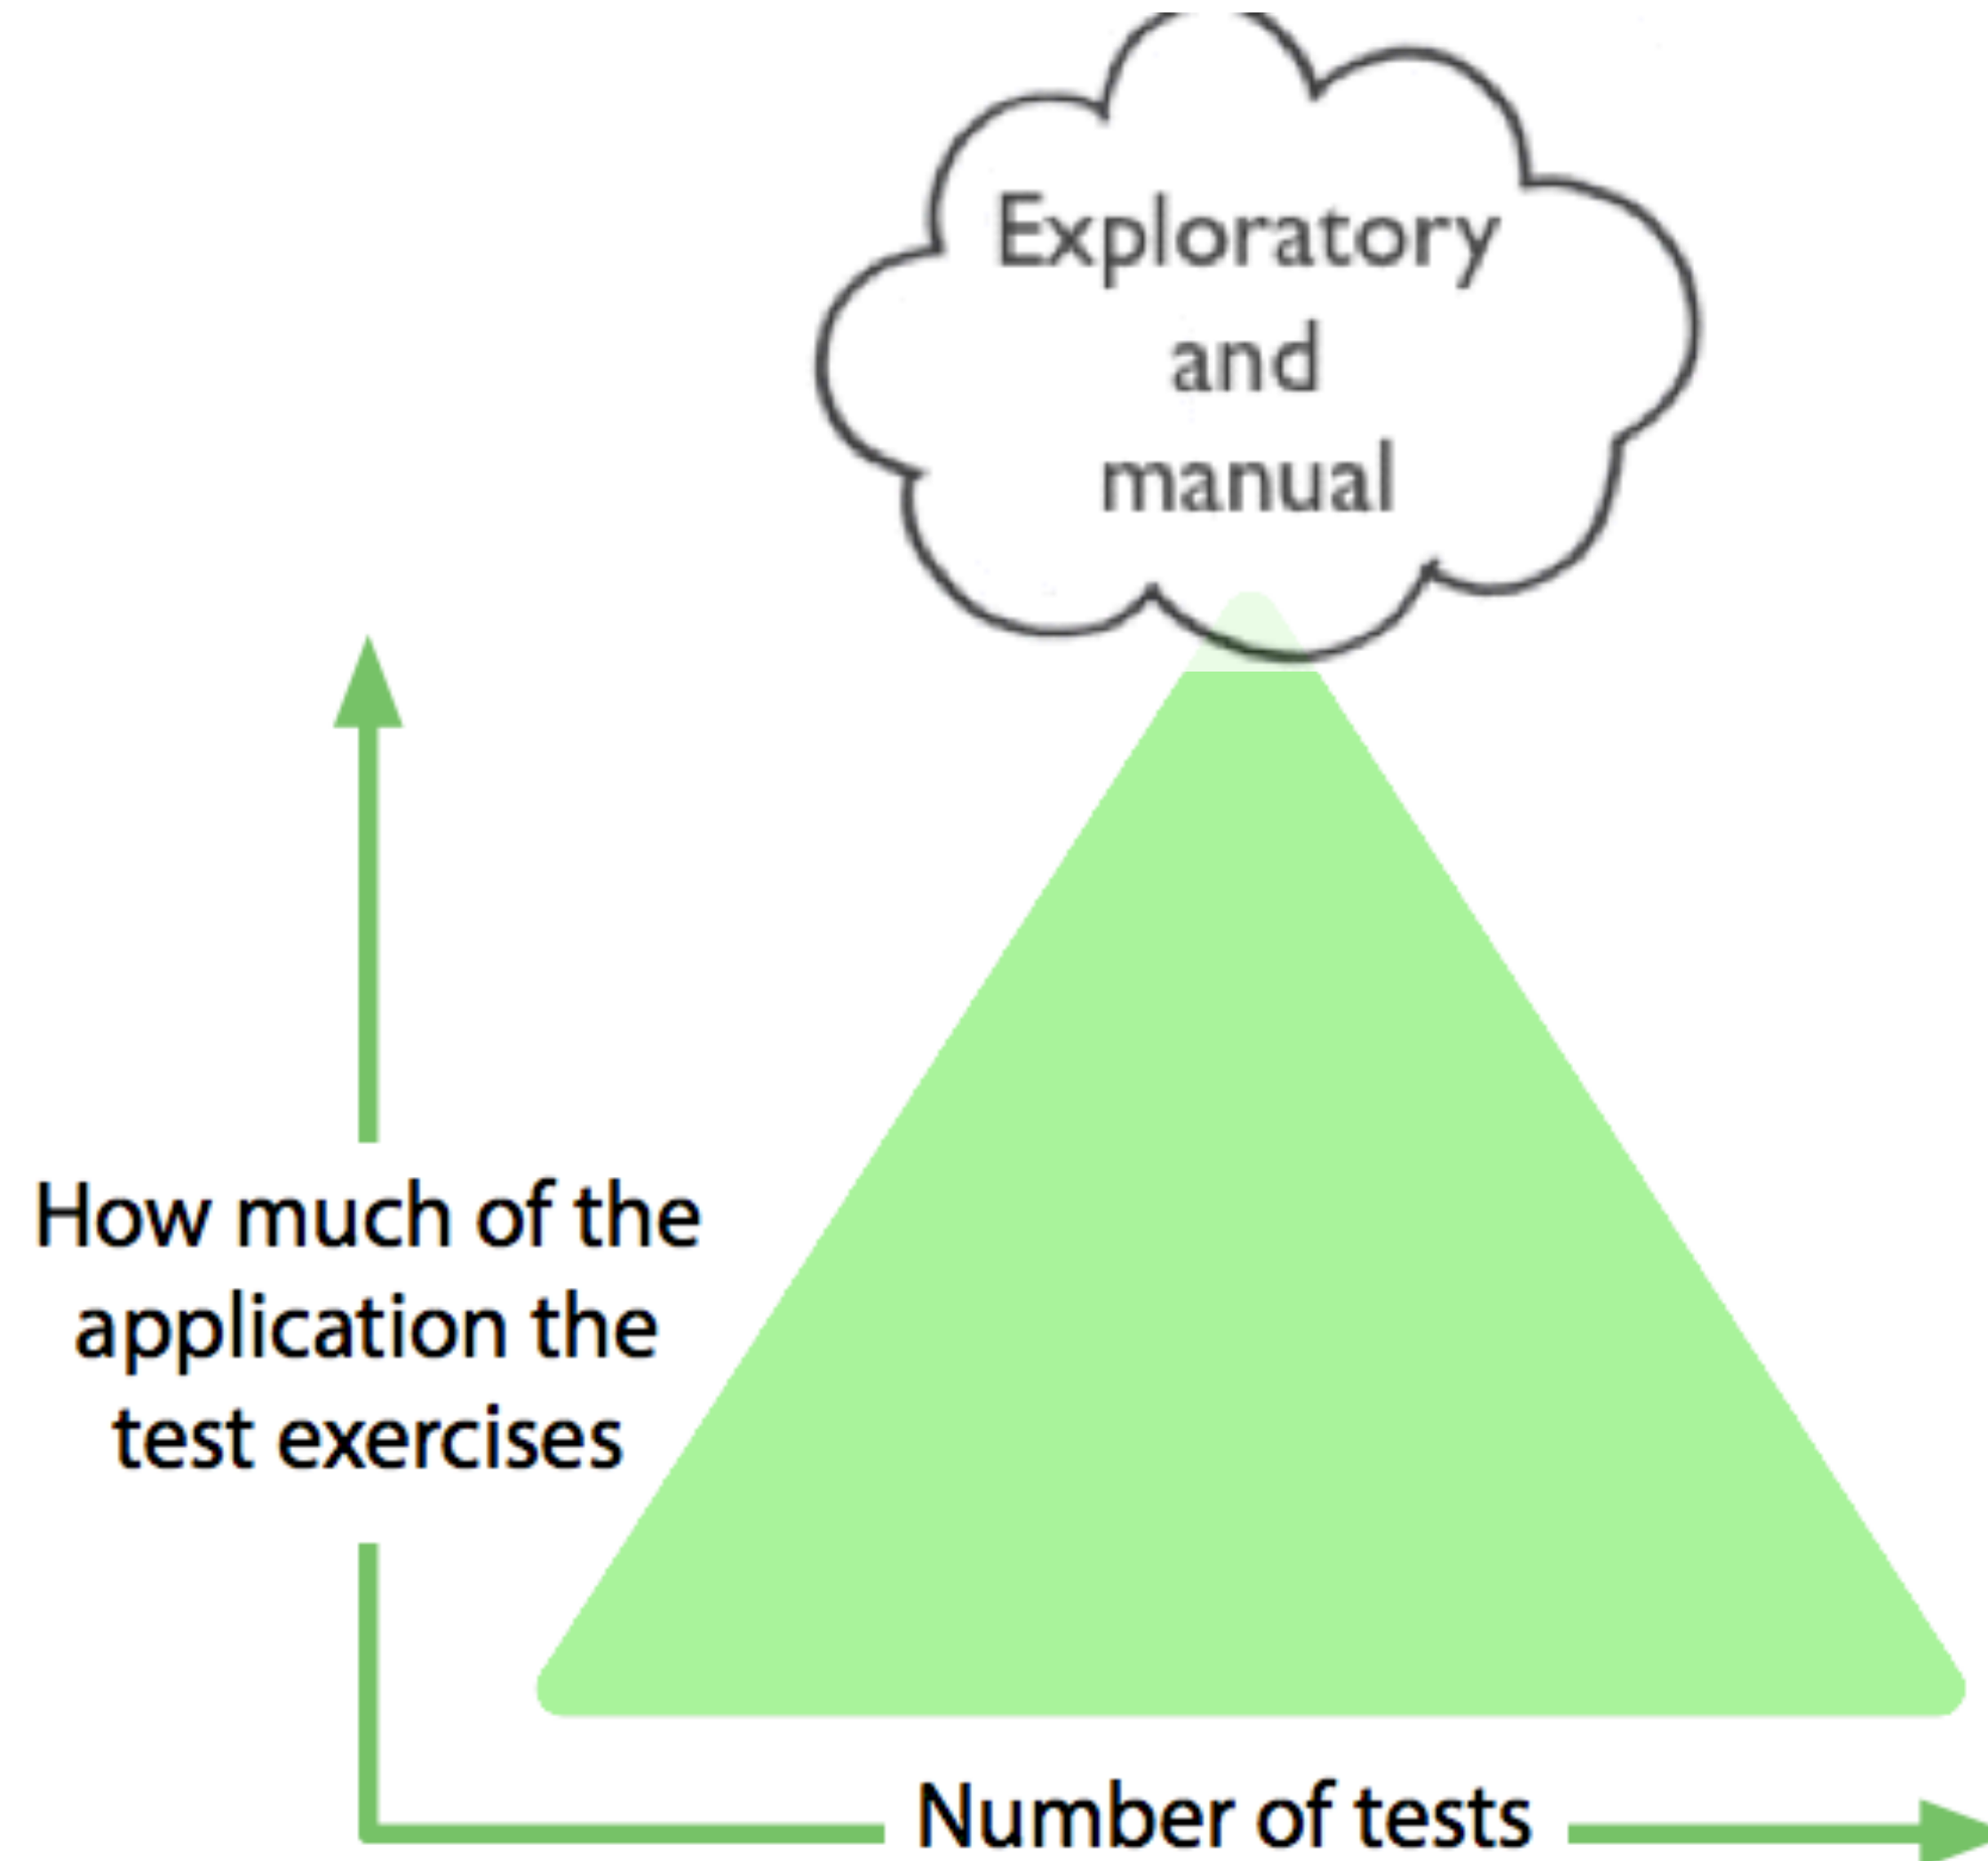 Exploratory
and
manual
How much of the
application the
test exercises
Number of tests